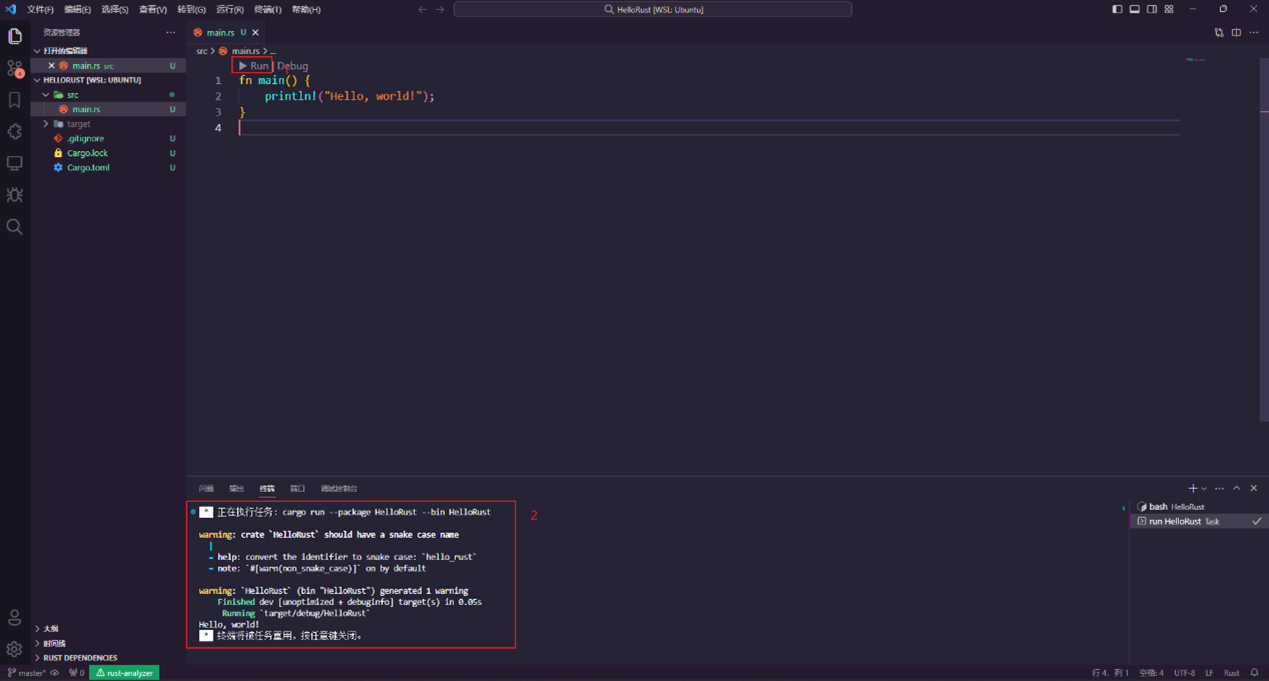 文件(F) 编辑(E) 选择(S) 查看(V) 转到(G) 运行(R) 终端(T) 帮助(H)
HelloRust [WSL: Ubuntu]
资源管理器
打开的编辑器
main.rs src U
HELLORUST [WSL: UBUNTU]
src
main.rs U
target
.gitignore U
Cargo.lock U
Cargo.toml U
大纲
时间线
RUST DEPENDENCIES
main.rs U
src > main.rs > ...
Run | Debug
1 fn main() {
2 println!("Hello, world!");
3 }
4
问题 输出 终端 端口 调试控制台
* 正在执行任务: cargo run --package HelloRust --bin HelloRust
warning: crate `HelloRust` should have a snake case name
|
= help: convert the identifier to snake case: `hello_rust`
= note: `#[warn(non_snake_case)]` on by default
warning: `HelloRust` (bin "HelloRust") generated 1 warning
Finished dev [unoptimized + debuginfo] target(s) in 0.05s
Running `target/debug/HelloRust`
Hello, world!
* 终端将被任务重用，按任意键关闭。
2
bash HelloRust
run HelloRust Task
master* 0 rust-analyzer
行 4，列 1 空格: 4 UTF-8 LF Rust